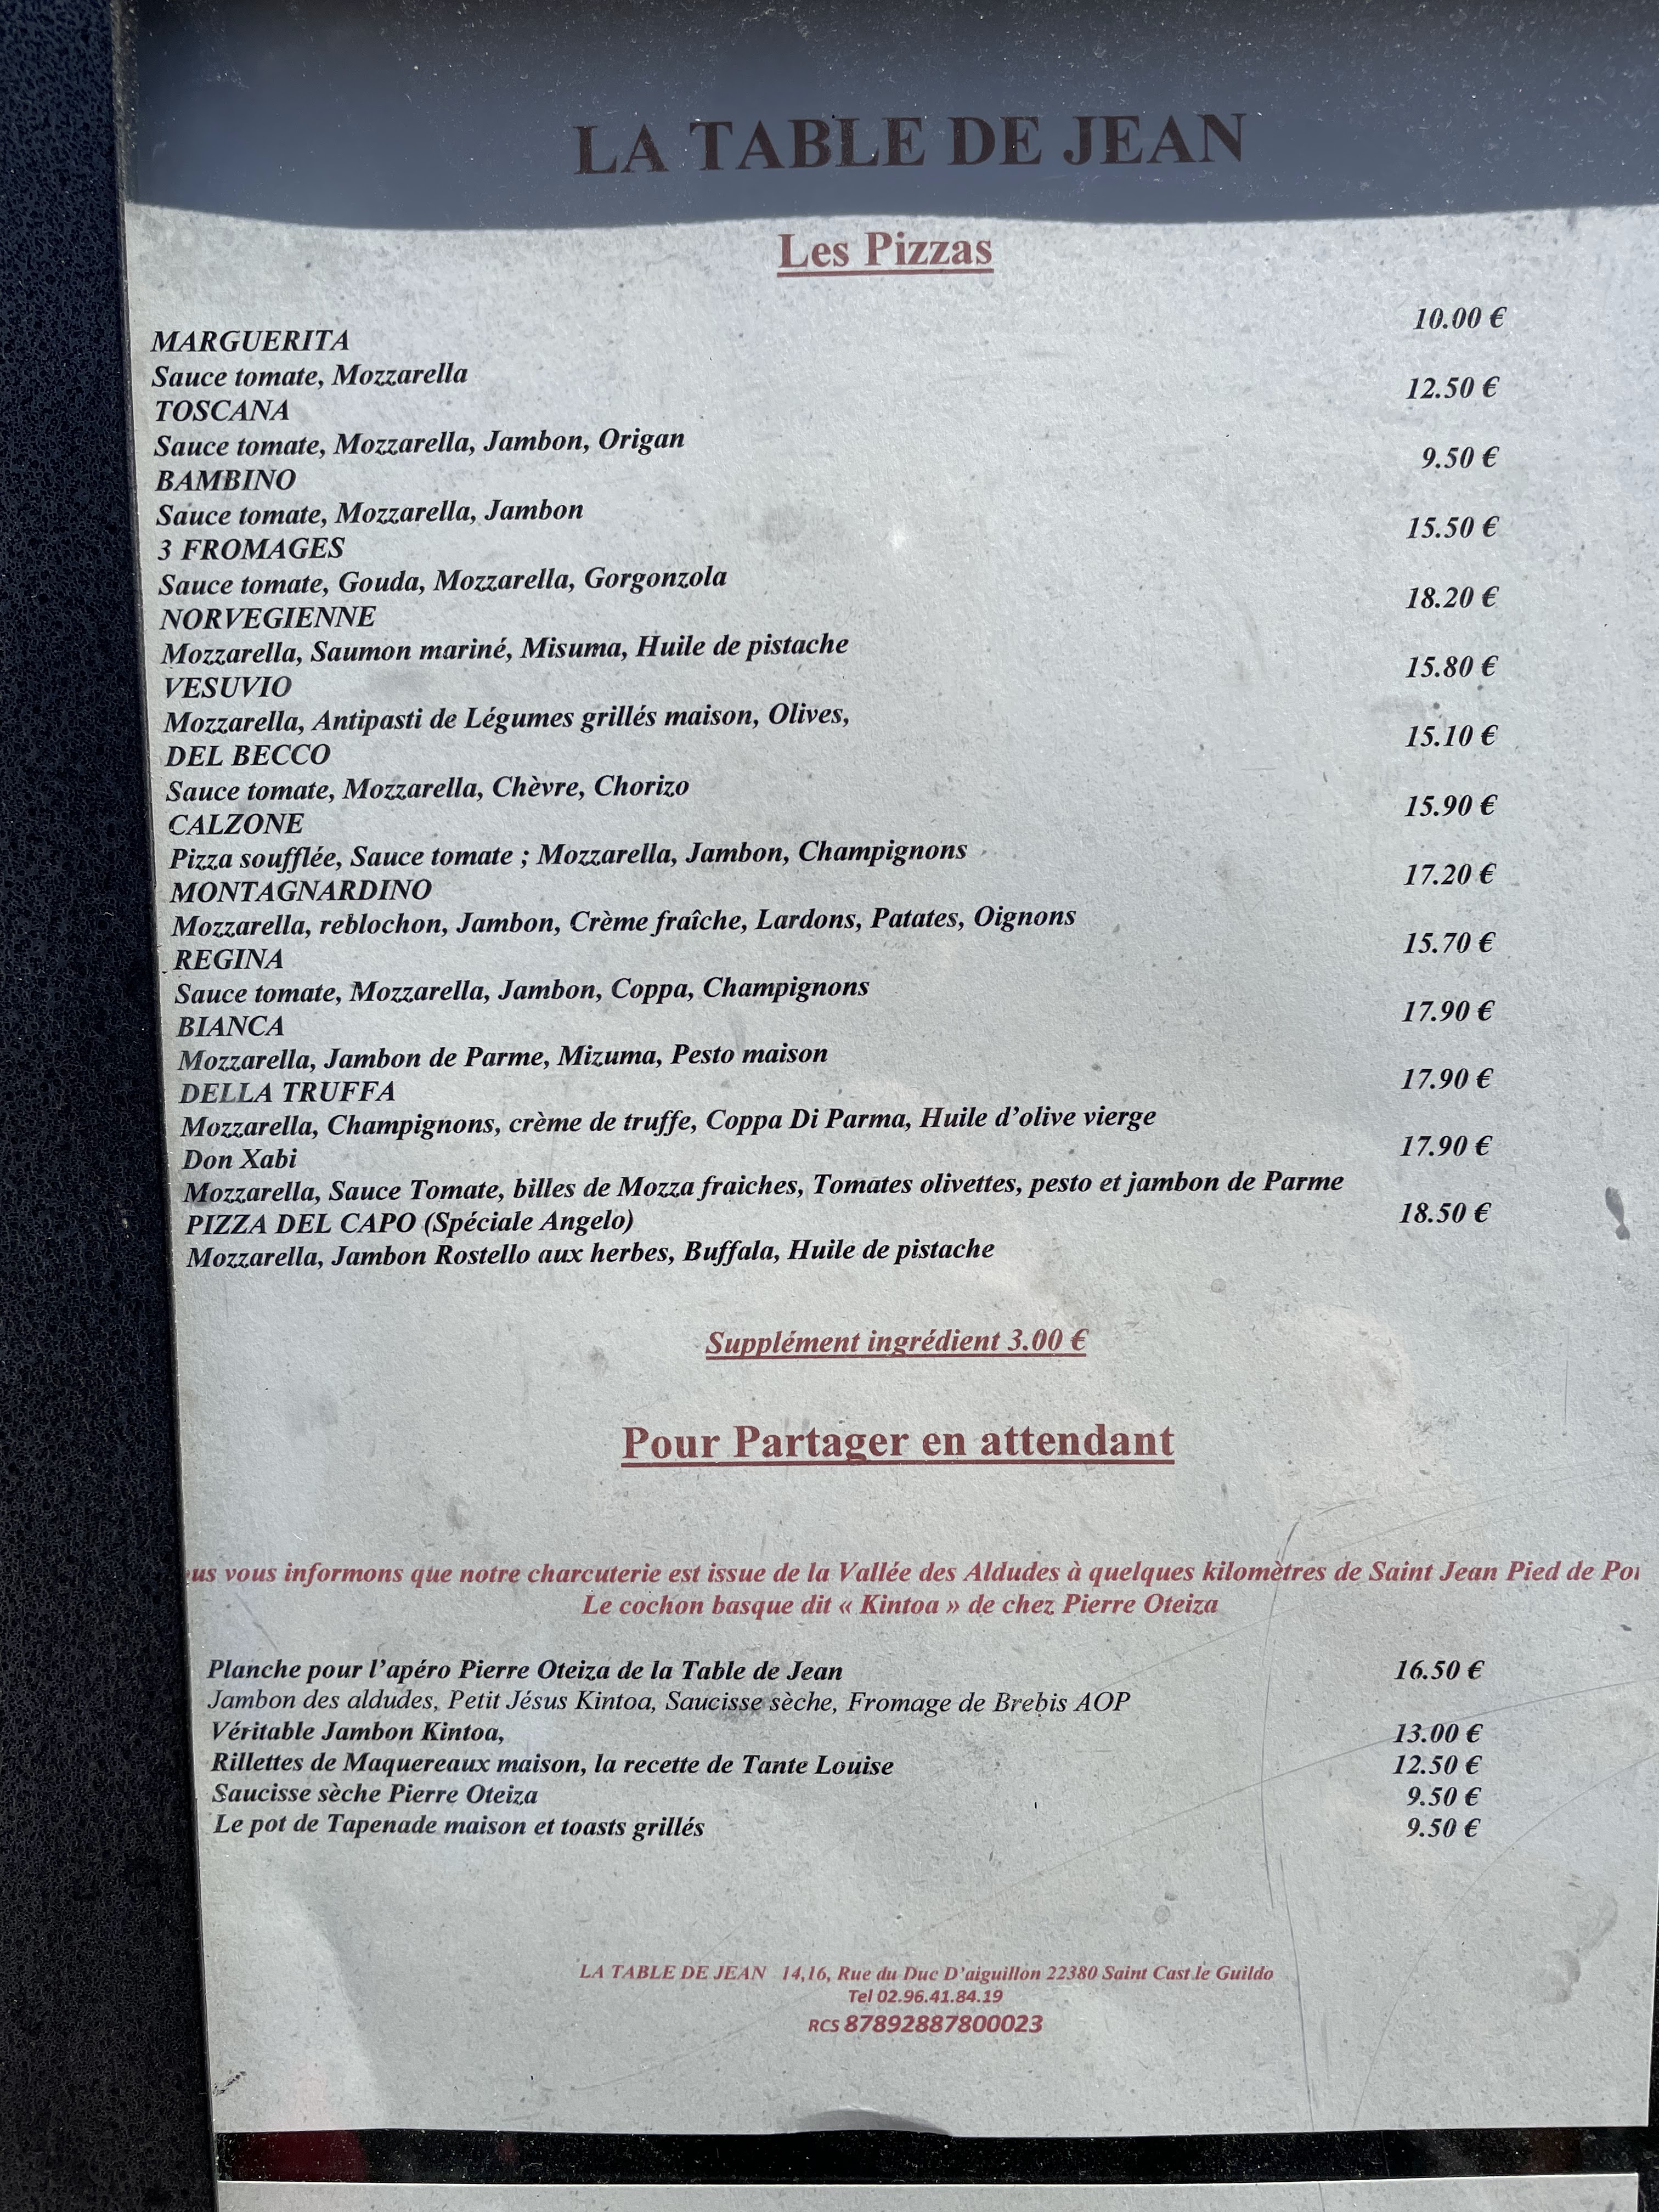 LA TABLE DE JEAN
Les Pizzas
MARGUERITA 10.00 €
Sauce tomate, Mozzarella
TOSCANA 12.50 €
Sauce tomate, Mozzarella, Jambon, Origan
BAMBINO 9.50 €
Sauce tomate, Mozzarella, Jambon
3 FROMAGES 15.50 €
Sauce tomate, Gouda, Mozzarella, Gorgonzola
NORVEGIENNE 18.20 €
Mozzarella, Saumon mariné, Misuma, Huile de pistache
VESUVIO 15.80 €
Mozzarella, Antipasti de Légumes grillés maison, Olives,
DEL BECCO 15.10 €
Sauce tomate, Mozzarella, Chèvre, Chorizo
CALZONE 15.90 €
Pizza soufflée, Sauce tomate ; Mozzarella, Jambon, Champignons
MONTAGNARDINO 17.20 €
Mozzarella, reblochon, Jambon, Crème fraîche, Lardons, Patates, Oignons
REGINA 15.70 €
Sauce tomate, Mozzarella, Jambon, Coppa, Champignons
BIANCA 17.90 €
Mozzarella, Jambon de Parme, Mizuma, Pesto maison
DELLA TRUFFA 17.90 €
Mozzarella, Champignons, crème de truffe, Coppa Di Parma, Huile d’olive vierge
Don Xabi 17.90 €
Mozzarella, Sauce Tomate, billes de Mozza fraiches, Tomates olivettes, pesto et jambon de Parme
PIZZA DEL CAPO (Spéciale Angelo) 18.50 €
Mozzarella, Jambon Rostello aux herbes, Buffala, Huile de pistache
Supplément ingrédient 3.00 €
Pour Partager en attendant
us vous informons que notre charcuterie est issue de la Vallée des Aldudes à quelques kilomètres de Saint Jean Pied de Por
Le cochon basque dit « Kintoa » de chez Pierre Oteiza
Planche pour l’apéro Pierre Oteiza de la Table de Jean 16.50 €
Jambon des aldudes, Petit Jésus Kintoa, Saucisse sèche, Fromage de Brebis AOP
Véritable Jambon Kintoa, 13.00 €
Rillettes de Maquereaux maison, la recette de Tante Louise 12.50 €
Saucisse sèche Pierre Oteiza 9.50 €
Le pot de Tapenade maison et toasts grillés 9.50 €
LA TABLE DE JEAN 14,16, Rue du Duc D’aiguillon 22380 Saint Cast le Guildo
Tel 02.96.41.84.19
RCS 87892887800023